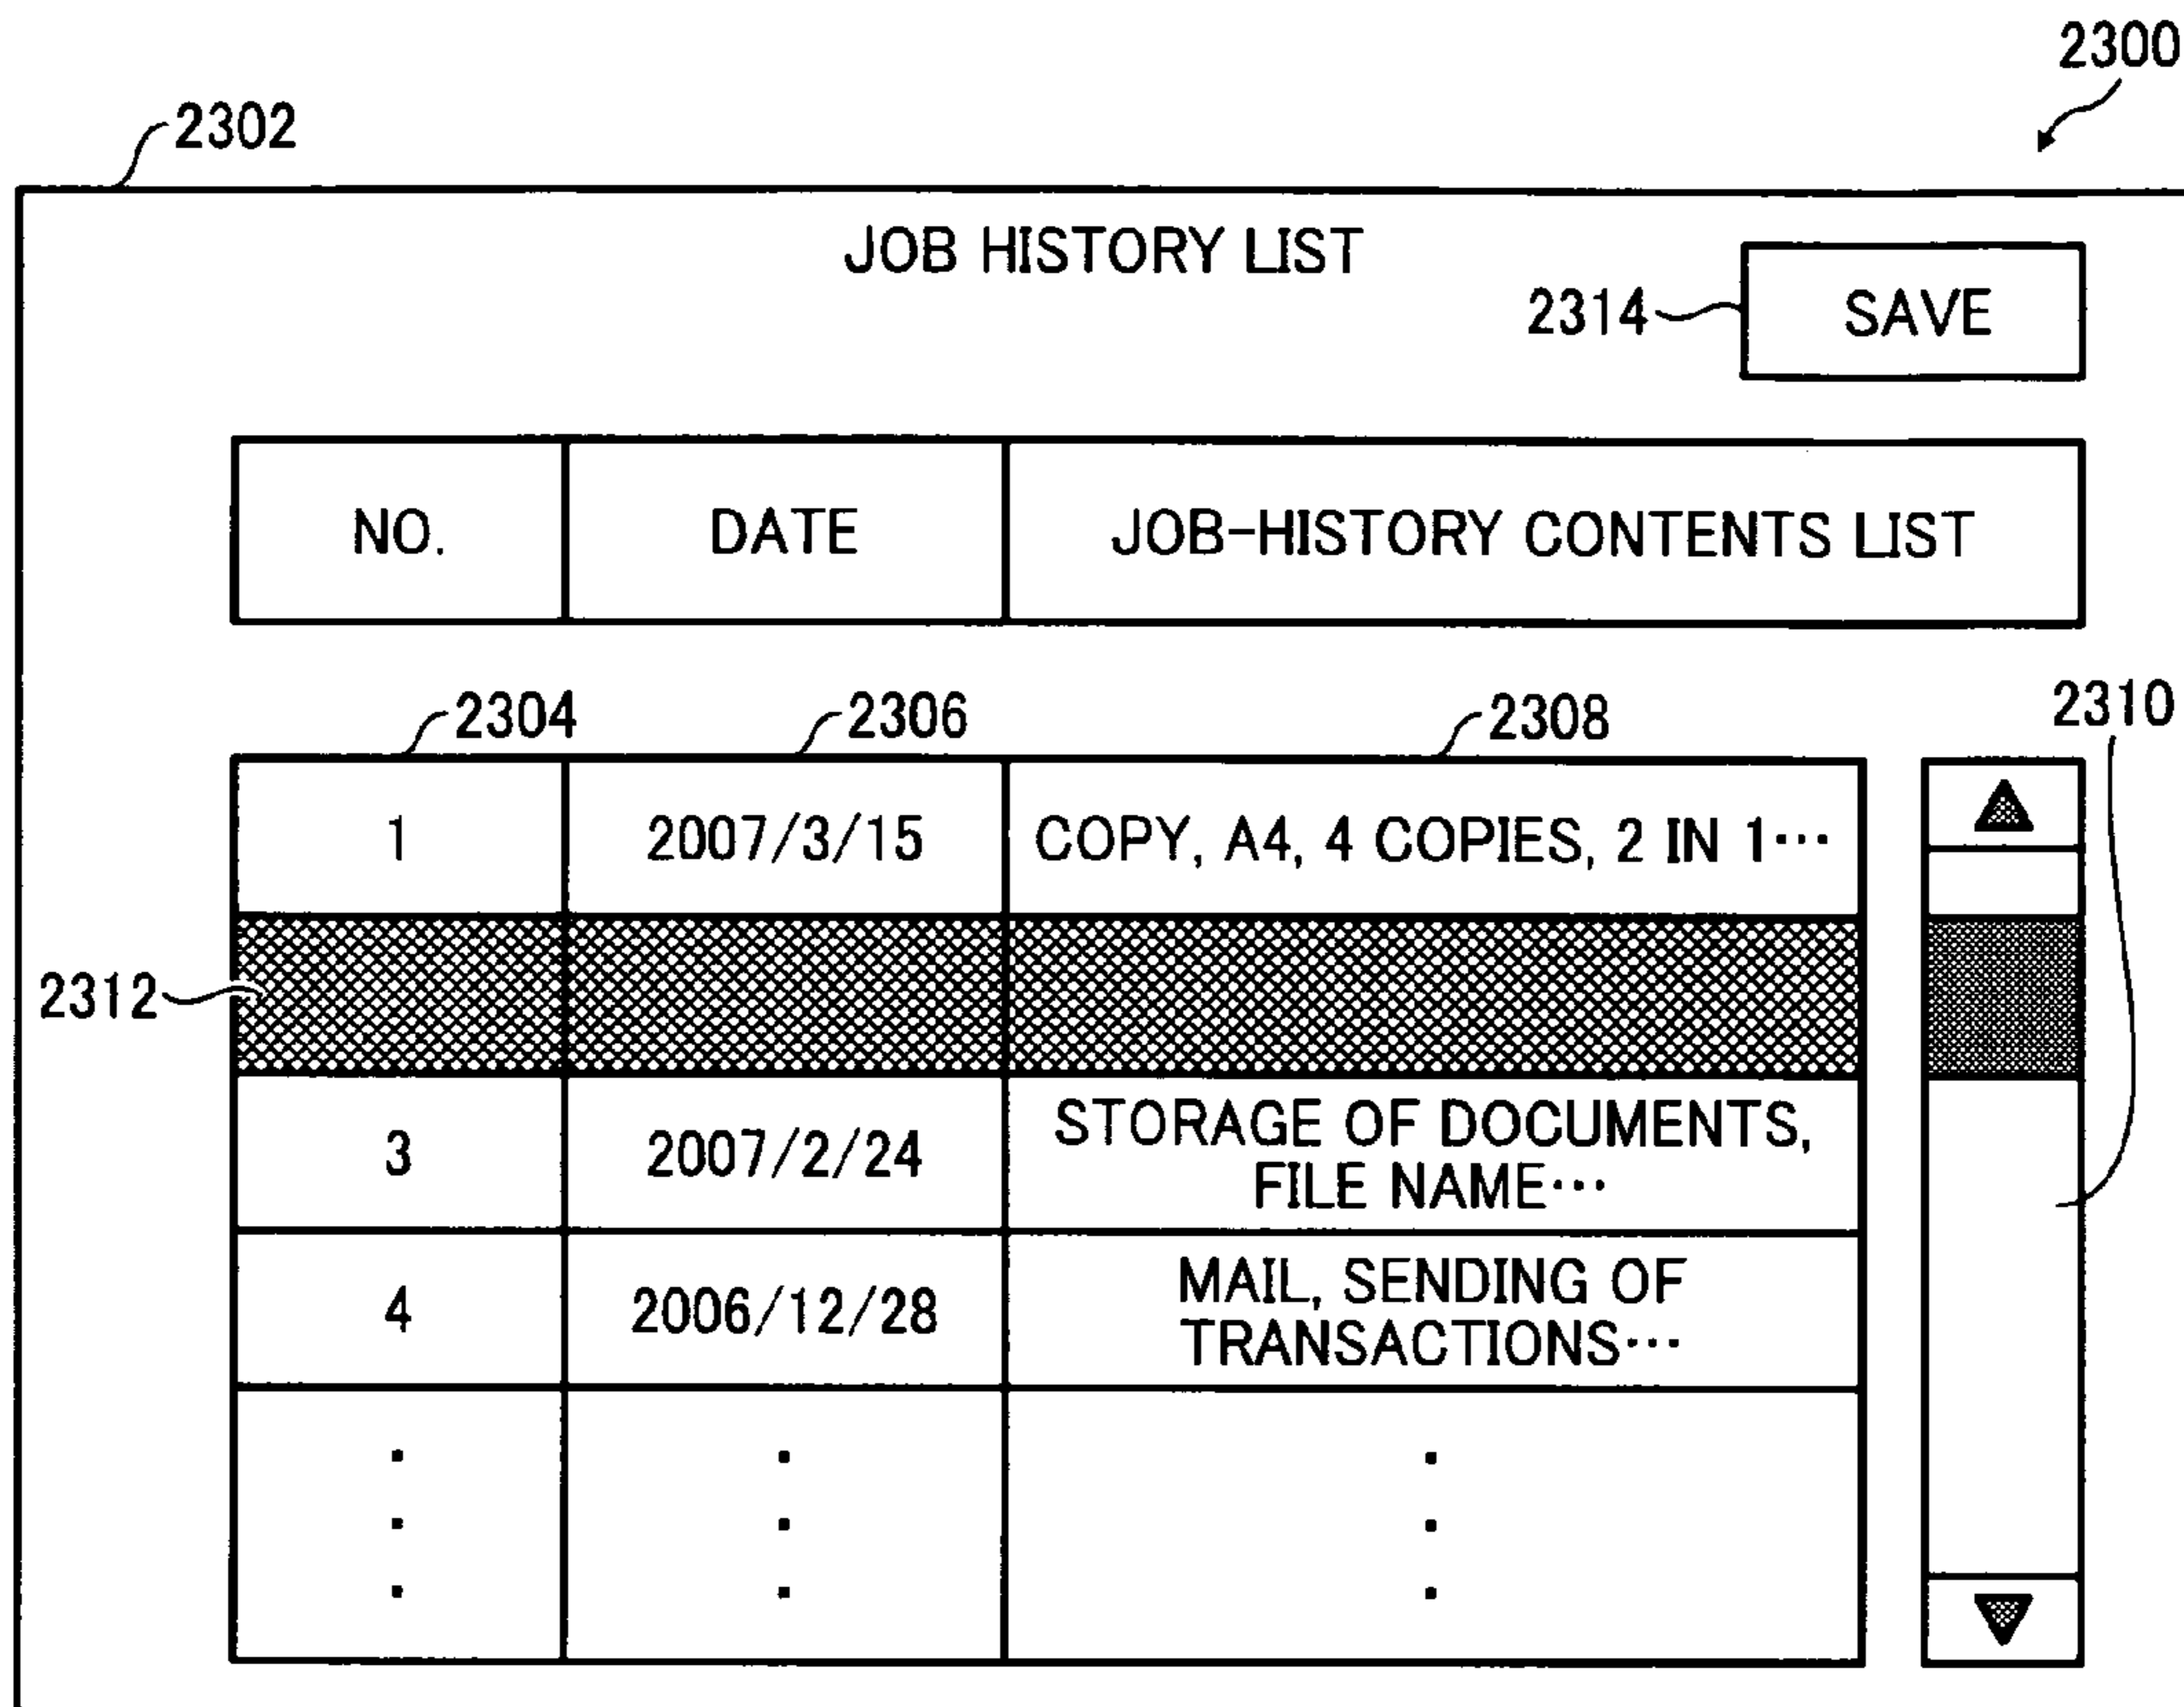 2300
2302
JOB HISTORY LIST
2314
SAVE
NO. DATE JOB-HISTORY CONTENTS LIST
2304 2306 2308 2310
1 2007/3/15 COPY, A4, 4 COPIES, 2 IN 1···
2312
3 2007/2/24 STORAGE OF DOCUMENTS,
FILE NAME···
4 2006/12/28 MAIL, SENDING OF
TRANSACTIONS···